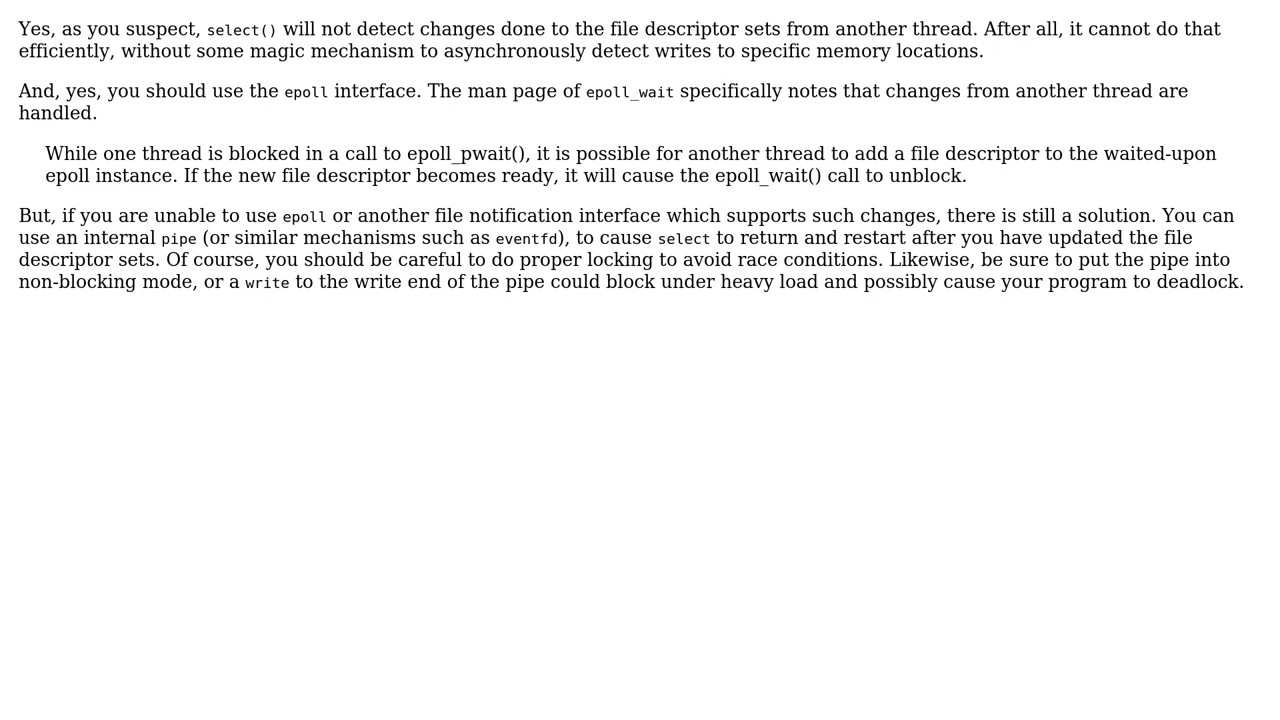 Yes, as you suspect, select() will not detect changes done to the file descriptor sets from another thread. After all, it cannot do that
efficiently, without some magic mechanism to asynchronously detect writes to specific memory locations.
And, yes, you should use the epoll interface. The man page of epoll_wait specifically notes that changes from another thread are
handled.
While one thread is blocked in a call to epoll_pwait(), it is possible for another thread to add a file descriptor to the waited-upon
epoll instance. If the new file descriptor becomes ready, it will cause the epoll_wait() call to unblock.
But, if you are unable to use epoll or another file notification interface which supports such changes, there is still a solution. You can
use an internal pipe (or similar mechanisms such as eventfd), to cause select to return and restart after you have updated the file
descriptor sets. Of course, you should be careful to do proper locking to avoid race conditions. Likewise, be sure to put the pipe into
non-blocking mode, or a write to the write end of the pipe could block under heavy load and possibly cause your program to deadlock.